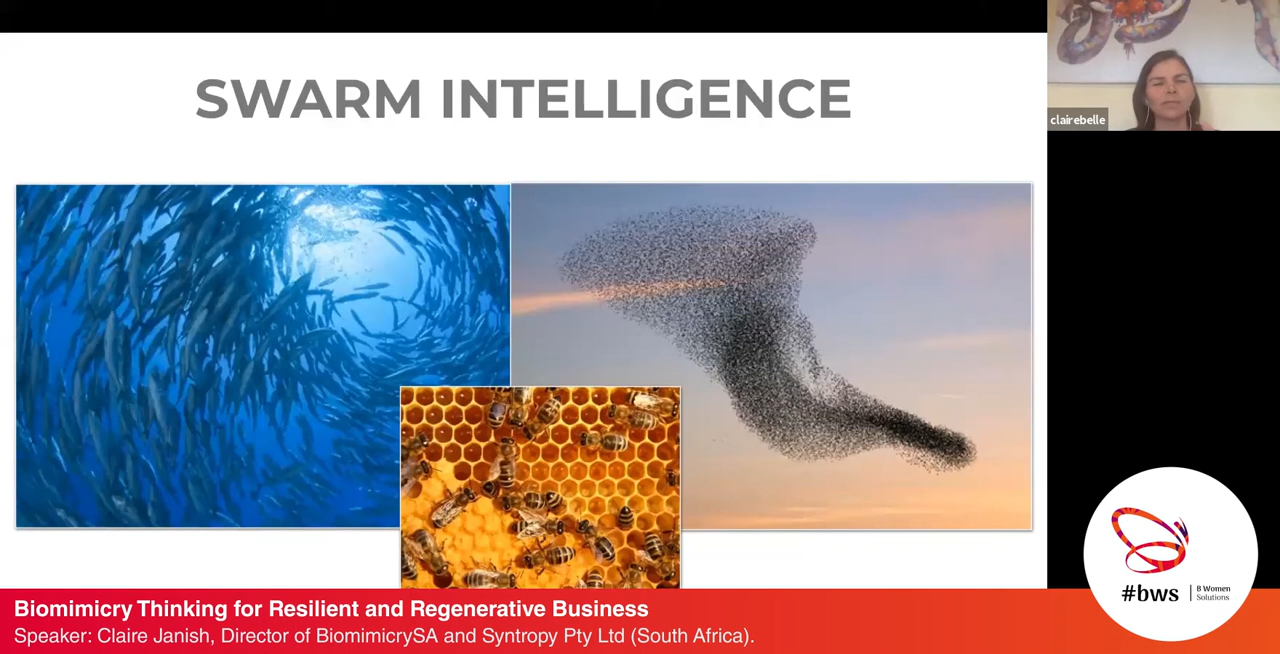 SWARM INTELLIGENCE
clairebelle
Biomimicry Thinking for Resilient and Regenerative Business
Speaker: Claire Janish, Director of BiomimicrySA and Syntropy Pty Ltd (South Africa).
#bws | B Women
Solutions